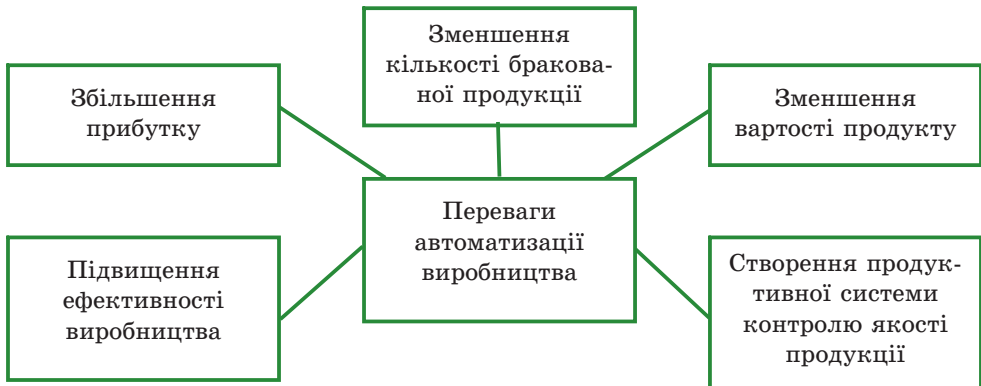 Збільшення
прибутку
Зменшення
кількості бракова-
ної продукції
Зменшення
вартості продукту
Переваги
автоматизації
виробництва
Підвищення
ефективності
виробництва
Створення продук-
тивної системи
контролю якості
продукції